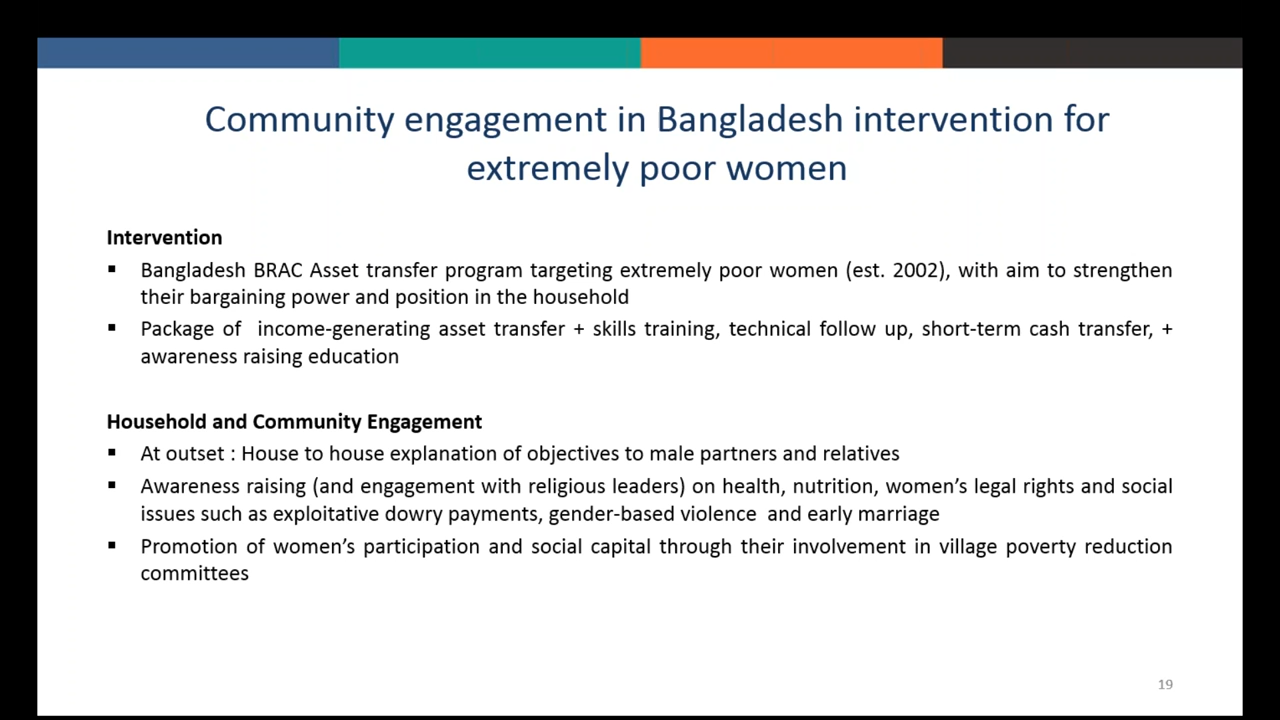 Community engagement in Bangladesh intervention for
extremely poor women
Intervention
▪ Bangladesh BRAC Asset transfer program targeting extremely poor women (est. 2002), with aim to strengthen
their bargaining power and position in the household
▪ Package of  income-generating asset transfer + skills training, technical follow up, short-term cash transfer, +
awareness raising education
Household and Community Engagement
▪ At outset : House to house explanation of objectives to male partners and relatives
▪ Awareness raising (and engagement with religious leaders) on health, nutrition, women’s legal rights and social
issues such as exploitative dowry payments, gender-based violence  and early marriage
▪ Promotion of women’s participation and social capital through their involvement in village poverty reduction
committees
19